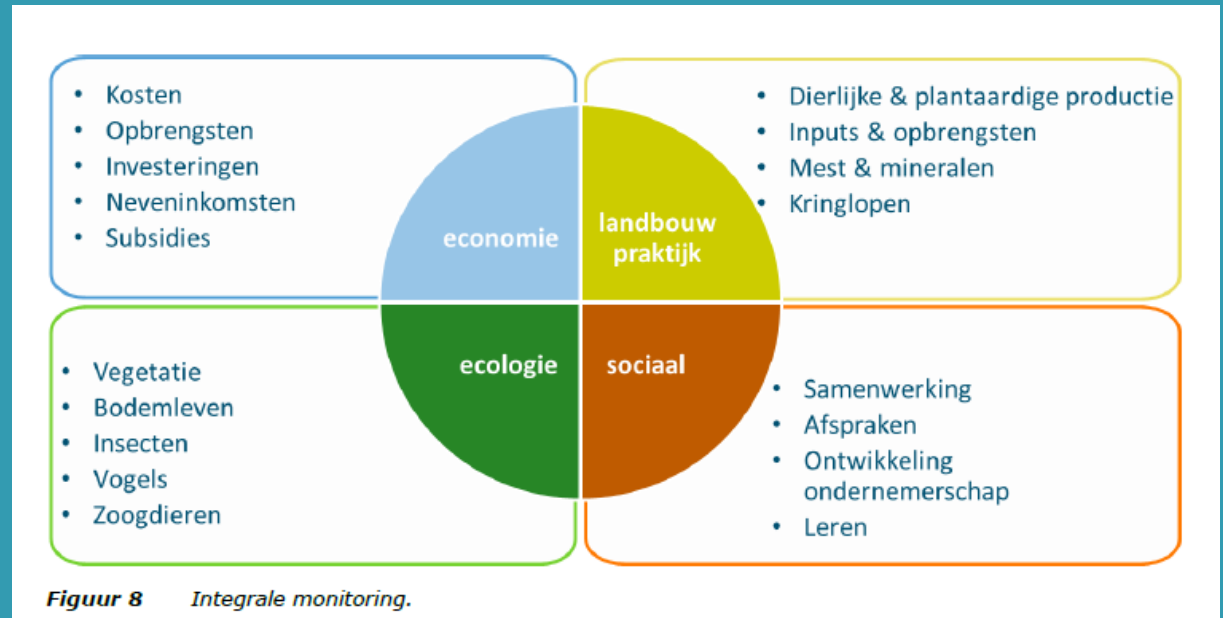 • Kosten
• Opbrengsten
• Investeringen
• Neveninkomsten
• Subsidies
• Dierlijke & plantaardige productie
• Inputs & opbrengsten
• Mest & mineralen
• Kringlopen
economie
landbouw
praktijk
ecologie
sociaal
• Vegetatie
• Bodemleven
• Insecten
• Vogels
• Zoogdieren
• Samenwerking
• Afspraken
• Ontwikkeling
ondernemerschap
• Leren
Figuur 8 Integrale monitoring.